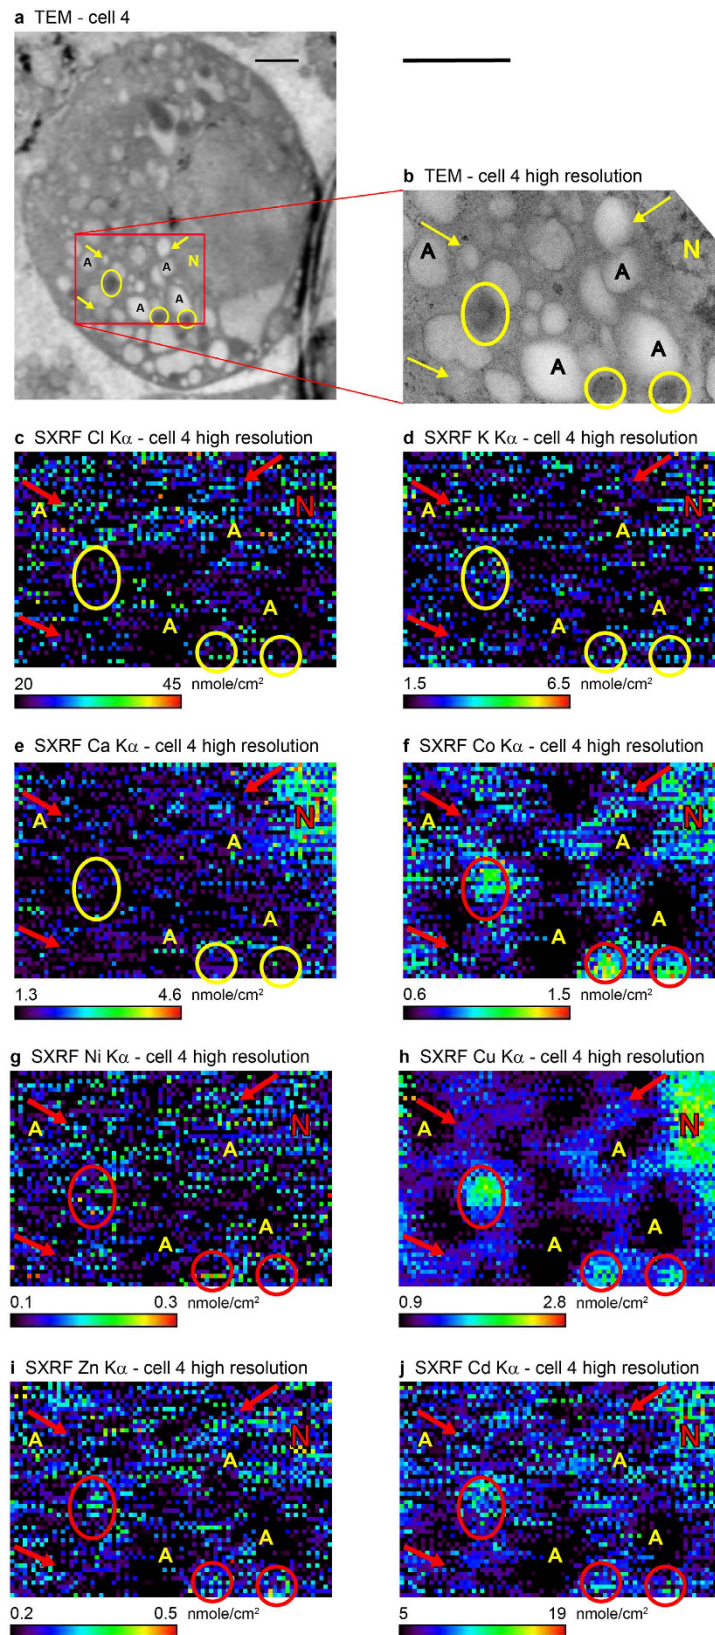 a TEM - cell 4
b TEM - cell 4 high resolution
A A N A A
A N A A A
c SXRF Cl Kα - cell 4 high resolution
d SXRF K Kα - cell 4 high resolution
A N A A A
A N A A A
20 45 nmole/cm²
1.5 6.5 nmole/cm²
e SXRF Ca Kα - cell 4 high resolution
f SXRF Co Kα - cell 4 high resolution
A N A A A
A N A A A
1.3 4.6 nmole/cm²
0.6 1.5 nmole/cm²
g SXRF Ni Kα - cell 4 high resolution
h SXRF Cu Kα - cell 4 high resolution
A N A A A
A N A A A
0.1 0.3 nmole/cm²
0.9 2.8 nmole/cm²
i SXRF Zn Kα - cell 4 high resolution
j SXRF Cd Kα - cell 4 high resolution
A N A A A
A N A A A
0.2 0.5 nmole/cm²
5 19 nmole/cm²